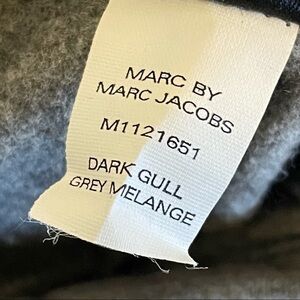 MARC BY
MARC JACOBS
M1121651
DARK GULL
GREY MELANGE